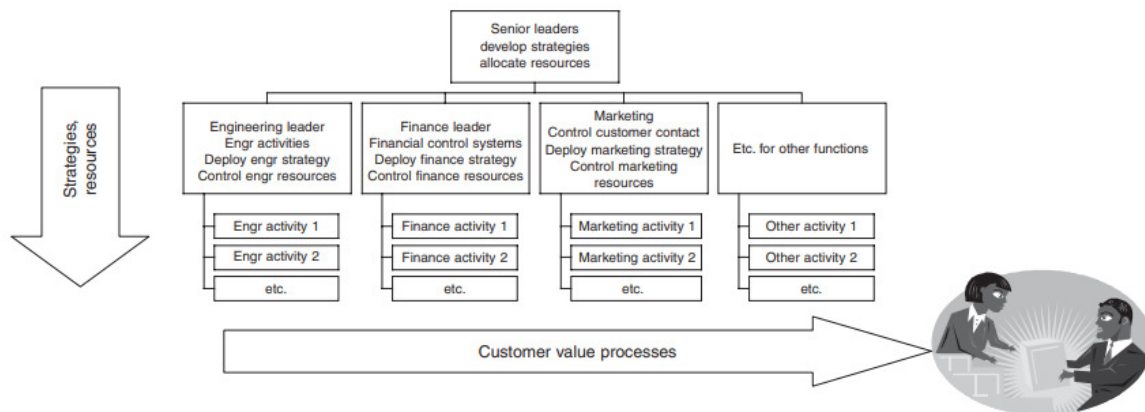 Senior leaders
develop strategies
allocate resources
Strategies,
resources
Engineering leader
Engr activities
Deploy engr strategy
Control engr resources
Finance leader
Financial control systems
Deploy finance strategy
Control finance resources
Marketing
Control customer contact
Deploy marketing strategy
Control marketing
resources
Etc. for other functions
Engr activity 1
Engr activity 2
etc.
Finance activity 1
Finance activity 2
etc.
Marketing activity 1
Marketing activity 2
etc.
Other activity 1
Other activity 2
etc.
Customer value processes